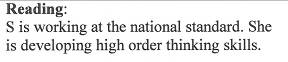 Reading:
S is working at the national standard. She
is developing high order thinking skills.